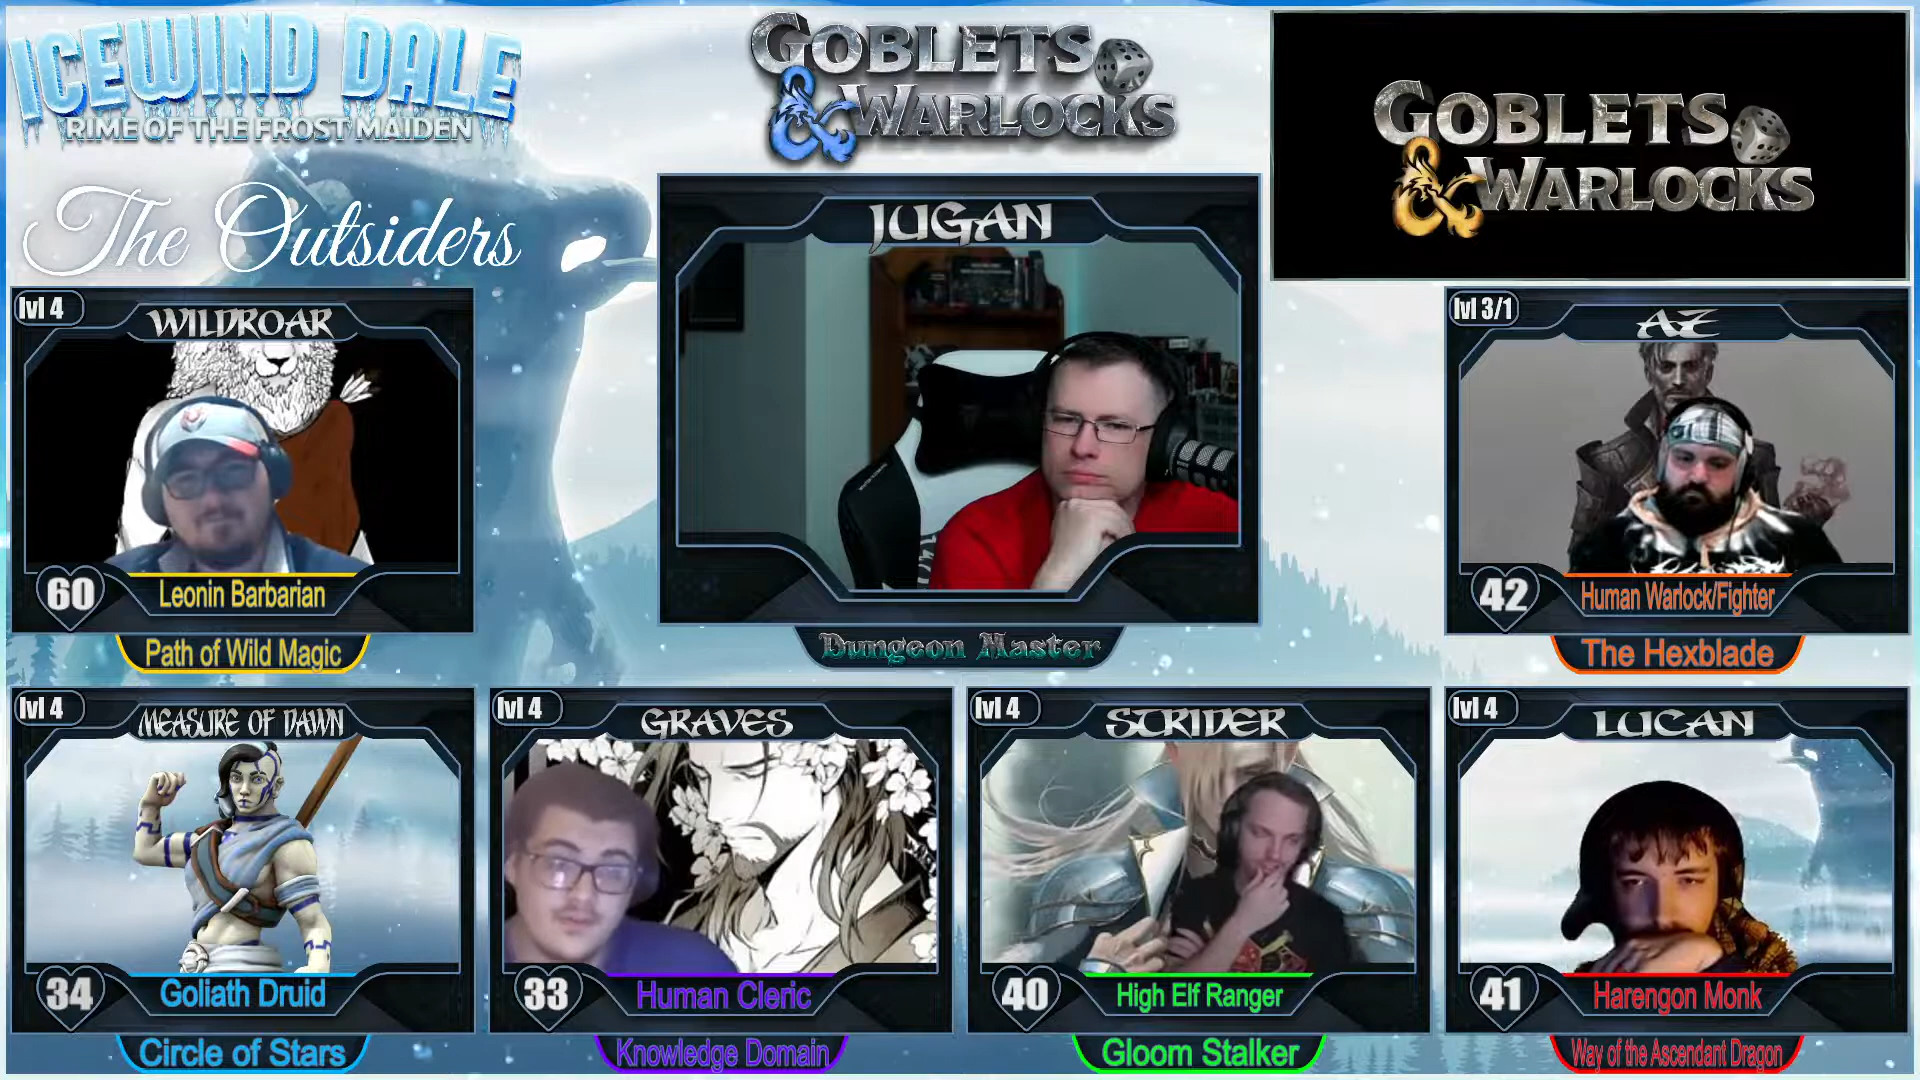 ICEWIND DALE
RIME OF THE FROST MAIDEN
The Outsiders
GOBLETS
& WARLOCKS
GOBLETS
& WARLOCKS
JUGAN
Dungeon Master
lvl 4
WILDROAR
60
Leonin Barbarian
Path of Wild Magic
lvl 3/1
AZ
42
Human Warlock/Fighter
The Hexblade
lvl 4
MEASURE OF DAWN
34
Goliath Druid
Circle of Stars
lvl 4
GRAVES
33
Human Cleric
Knowledge Domain
lvl 4
STRIDER
40
High Elf Ranger
Gloom Stalker
lvl 4
LUCAN
41
Harengon Monk
Way of the Ascendant Dragon